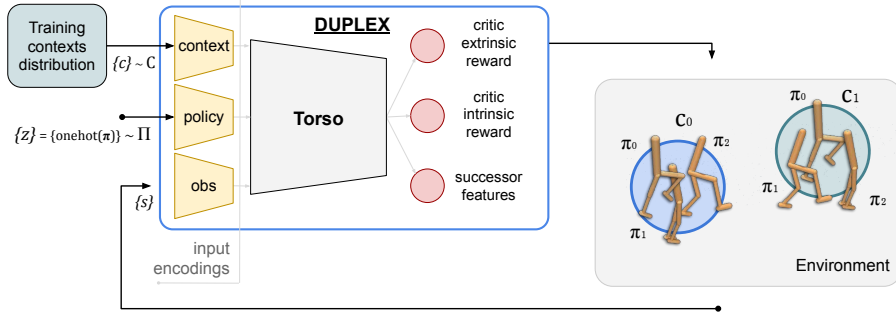 Training
contexts
distribution
{c} ~ C
{z} = {onehot(π)} ~ Π
{s}
DUPLEX
context
policy
obs
Torso
critic
extrinsic
reward
critic
intrinsic
reward
successor
features
input
encodings
C₀
π₀
π₂
π₁
C₁
π₀
π₁
π₂
Environment